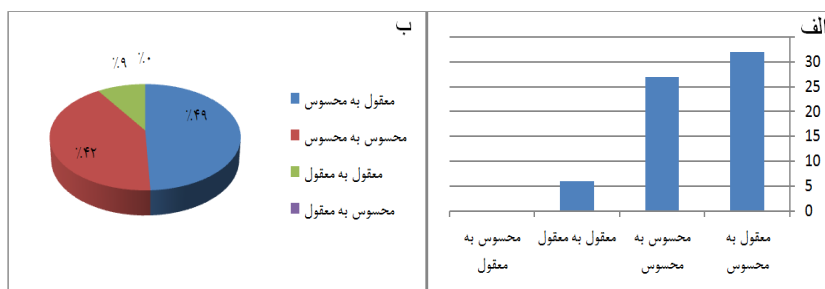 الف
30
25
20
15
10
5
0
معقول به محسوس
محسوس به محسوس
معقول به معقول
محسوس به معقول
ب
٪۰
٪۹
٪۴۹
٪۴۲
معقول به محسوس
محسوس به محسوس
معقول به معقول
محسوس به معقول